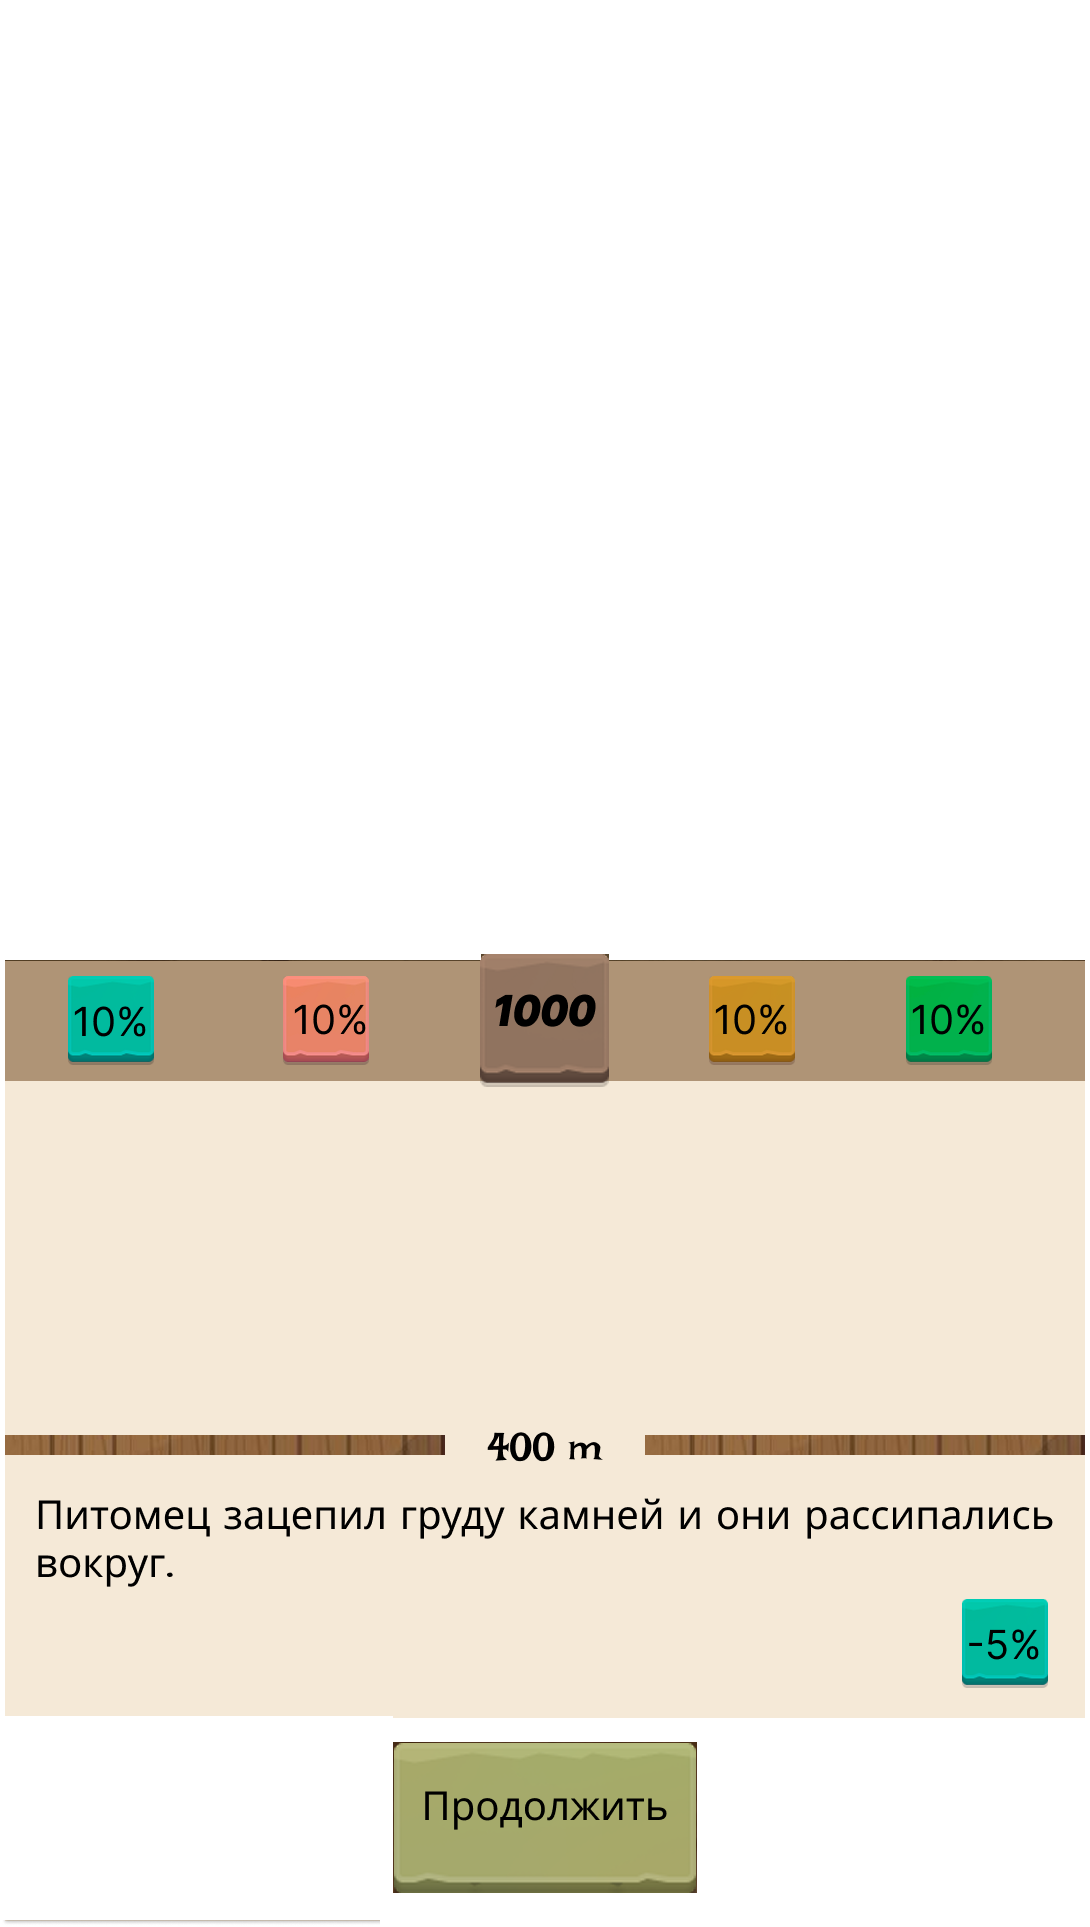 10% 10% 1000 10% 10%
400 m
Питомец зацепил груду камней и они рассипались
вокруг.
-5%
Продолжить